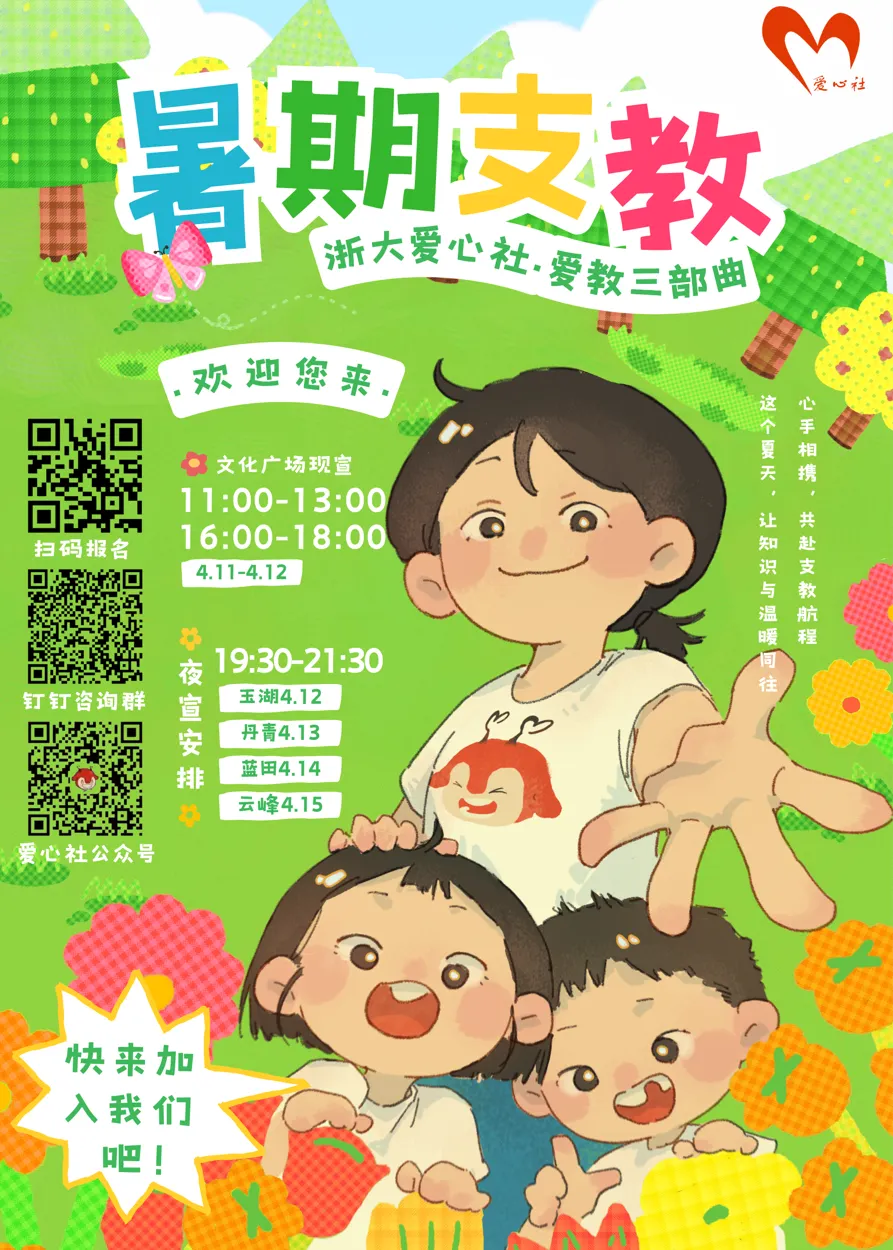 爱心社
暑期支教
浙大爱心社·爱教三部曲
·欢迎您来·
文化广场现宣
11:00-13:00
16:00-18:00
4.11-4.12
扫码报名
钉钉咨询群
爱心社公众号
夜宣安排
19:30-21:30
玉湖4.12
丹青4.13
蓝田4.14
云峰4.15
心手相携，共赴支教航程
这个夏天，让知识与温暖同往
快来加
入我们
吧！